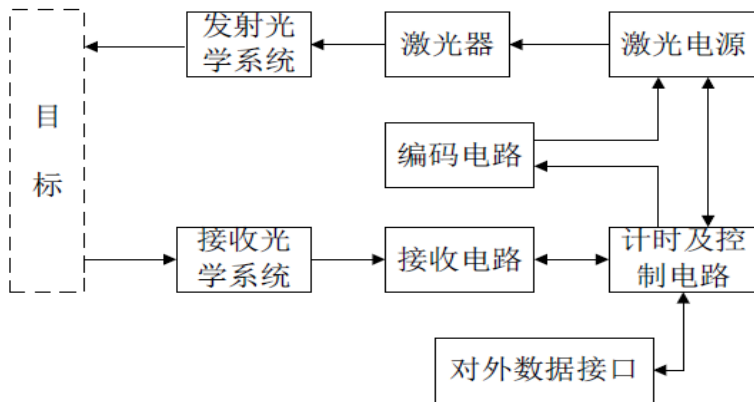 发射光
学系统
激光器
激光电源
目
标
编码电路
接收光
学系统
接收电路
计时及控
制电路
对外数据接口